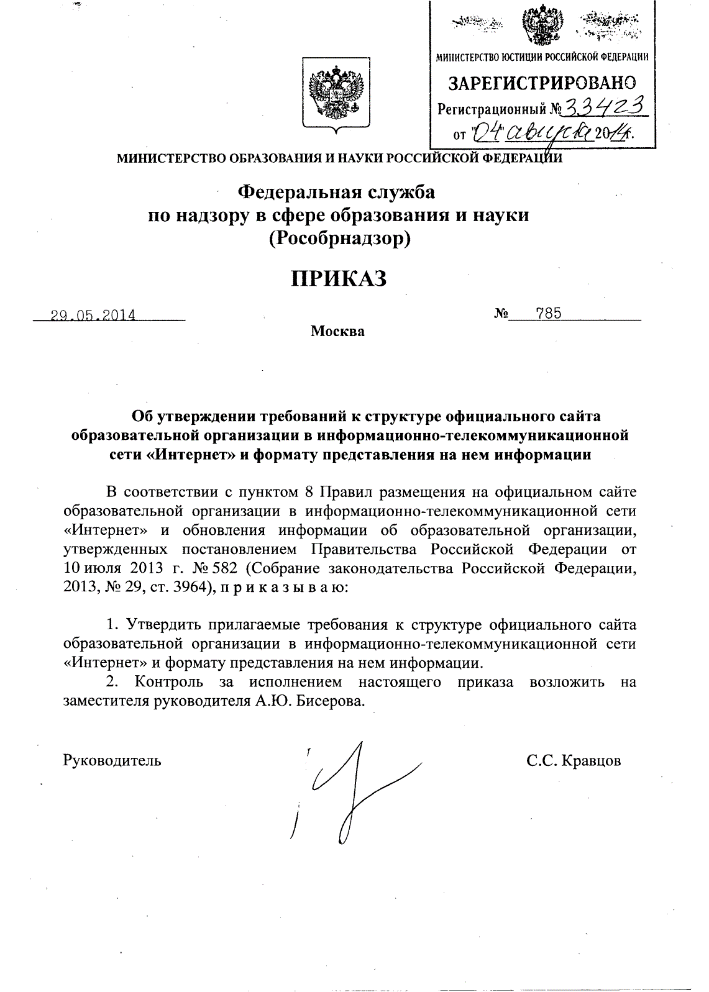 МИНИСТЕРСТВО ЮСТИЦИИ РОССИЙСКОЙ ФЕДЕРАЦИИ
ЗАРЕГИСТРИРОВАНО
Регистрационный № 33423
от "04" августа 2014г.
МИНИСТЕРСТВО ОБРАЗОВАНИЯ И НАУКИ РОССИЙСКОЙ ФЕДЕРАЦИИ
Федеральная служба
по надзору в сфере образования и науки
(Рособрнадзор)
ПРИКАЗ
29.05.2014 № 785
Москва
Об утверждении требований к структуре официального сайта
образовательной организации в информационно-телекоммуникационной
сети «Интернет» и формату представления на нем информации
В соответствии с пунктом 8 Правил размещения на официальном сайте
образовательной организации в информационно-телекоммуникационной сети
«Интернет» и обновления информации об образовательной организации,
утвержденных постановлением Правительства Российской Федерации от
10 июля 2013 г. № 582 (Собрание законодательства Российской Федерации,
2013, № 29, ст. 3964), п р и к а з ы в а ю:
1. Утвердить прилагаемые требования к структуре официального сайта
образовательной организации в информационно-телекоммуникационной сети
«Интернет» и формату представления на нем информации.
2. Контроль за исполнением настоящего приказа возложить на
заместителя руководителя А.Ю. Бисерова.
Руководитель С.С. Кравцов